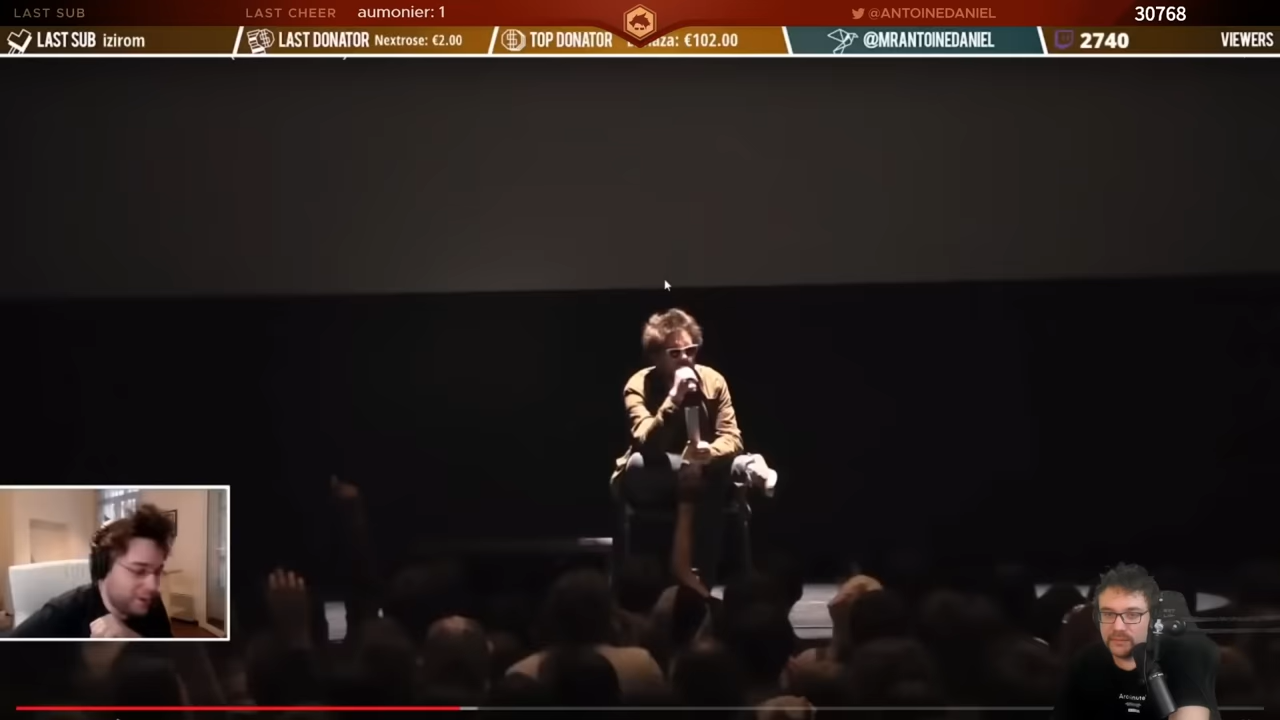 LAST SUB
LAST CHEER aumonier: 1
@ANTOINEDANIEL
30768
LAST SUB izirom
LAST DONATOR Nextrose: €2.00
TOP DONATOR €102.00
@MRANTOINEDANIEL
2740 VIEWERS